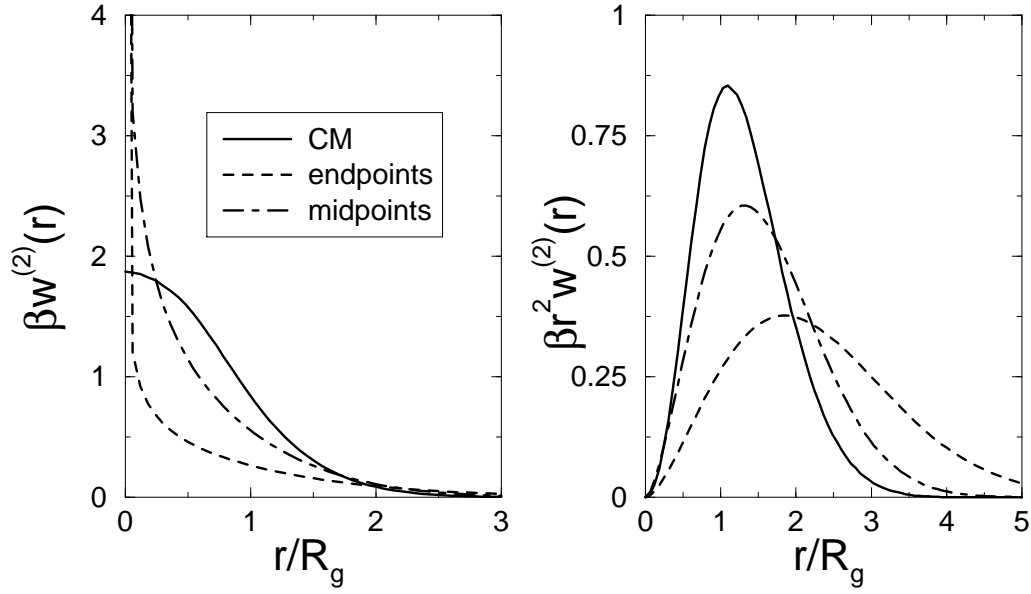 4
3
2
1
0
βw^(2)(r)
CM
endpoints
midpoints
0 1 2 3
r/R_g
1
0.75
0.5
0.25
0
βr^2w^(2)(r)
0 1 2 3 4 5
r/R_g